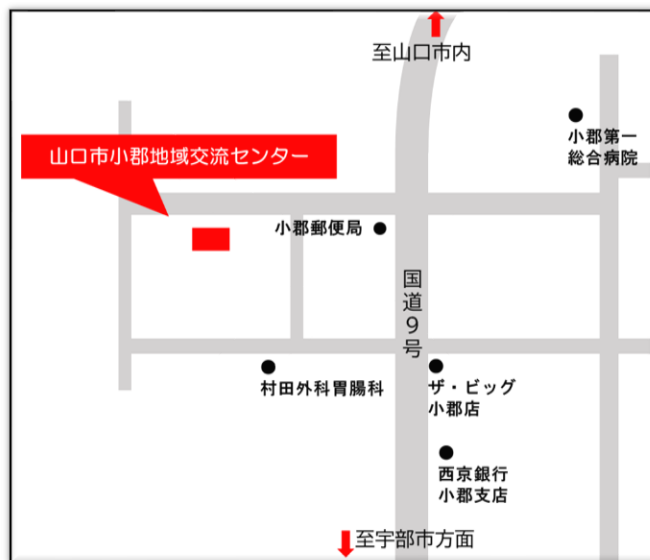 至山口市内
小郡第一
総合病院
山口市小郡地域交流センター
小郡郵便局
国道9号
村田外科胃腸科
ザ・ビッグ
小郡店
西京銀行
小郡支店
至宇部市方面